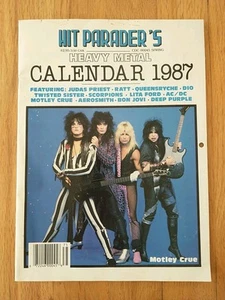 HIT PARADER'S
HEAVY METAL
CALENDAR 1987
FEATURING: JUDAS PRIEST • RATT • QUEENSRYCHE • DIO
TWISTED SISTER • SCORPIONS • LITA FORD • AC/DC
MOTLEY CRUE • AEROSMITH • BON JOVI • DEEP PURPLE
Motley Crue